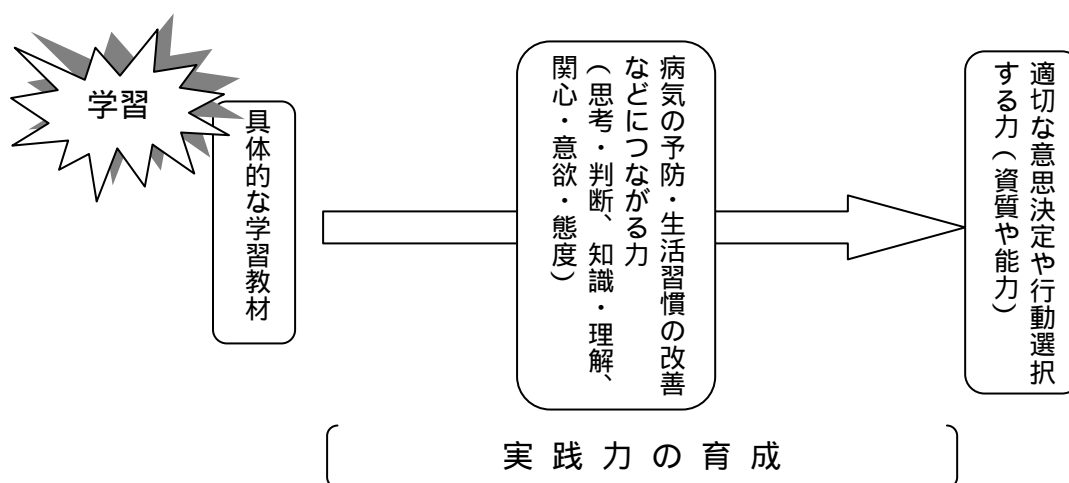 学習
具体的な学習教材
病気の予防・生活習慣の改善
などにつながる力
（思考・判断、知識・理解、
関心・意欲・態度）
適切な意思決定や行動選択
する力（資質や能力）
実践力の育成